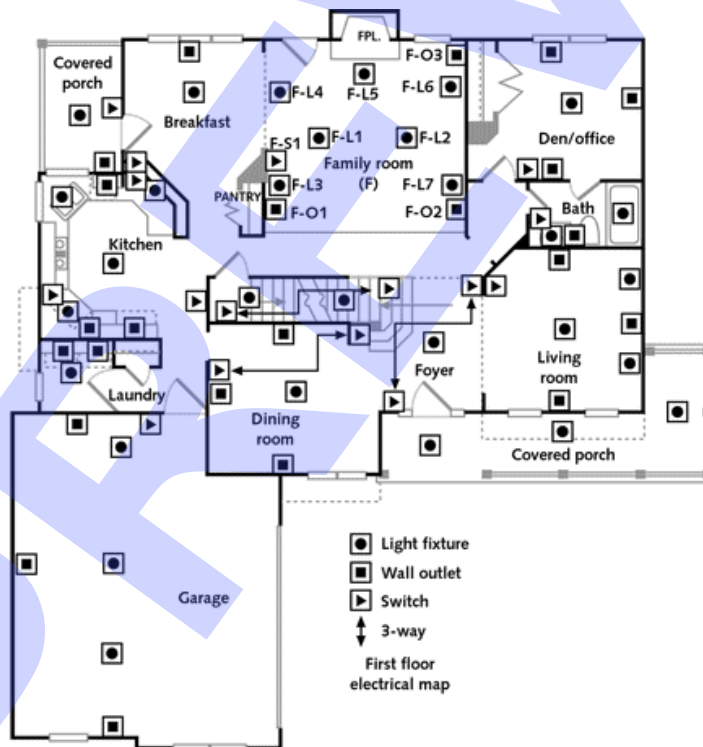 FPL.
Covered
porch
F-O3
F-L4
F-L5
F-L6
Breakfast
Den/office
F-S1
F-L1
F-L2
Family room
(F)
PANTRY
F-L3
F-L7
F-O1
F-O2
Bath
Kitchen
Living
room
Foyer
Laundry
Dining
room
Covered porch
Garage
Light fixture
Wall outlet
Switch
3-way
First floor
electrical map